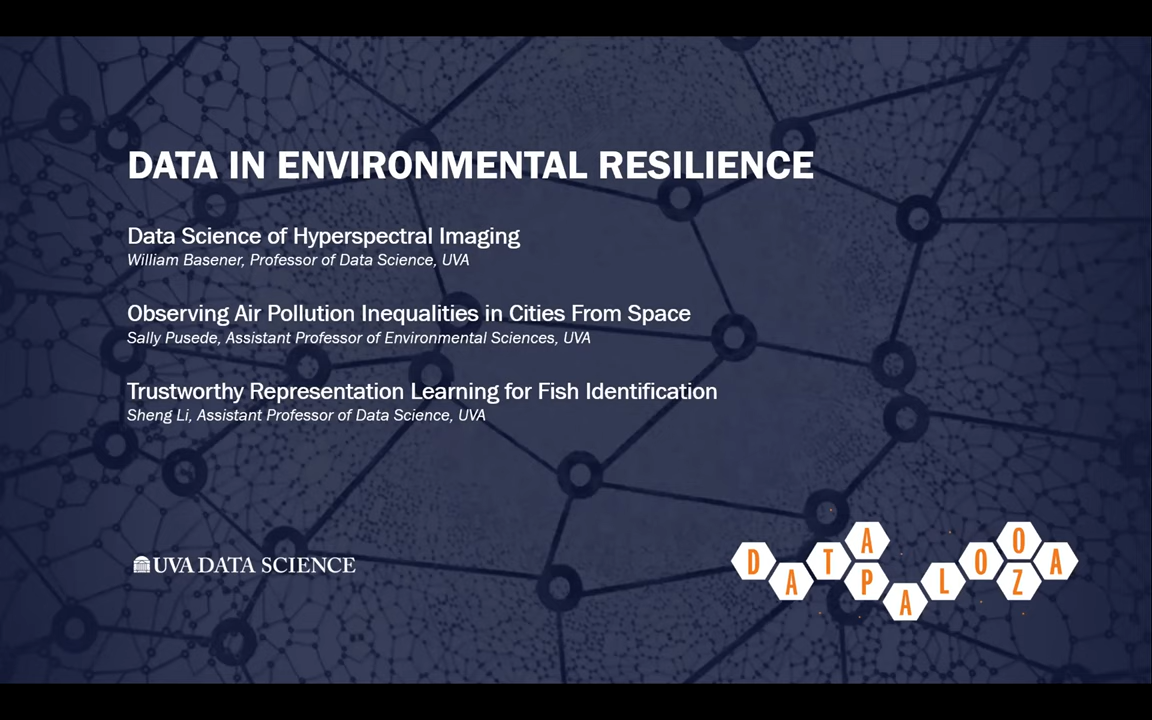 DATA IN ENVIRONMENTAL RESILIENCE
Data Science of Hyperspectral Imaging
William Basener, Professor of Data Science, UVA
Observing Air Pollution Inequalities in Cities From Space
Sally Pusede, Assistant Professor of Environmental Sciences, UVA
Trustworthy Representation Learning for Fish Identification
Sheng Li, Assistant Professor of Data Science, UVA
UVA DATA SCIENCE
DATAPALOOZA